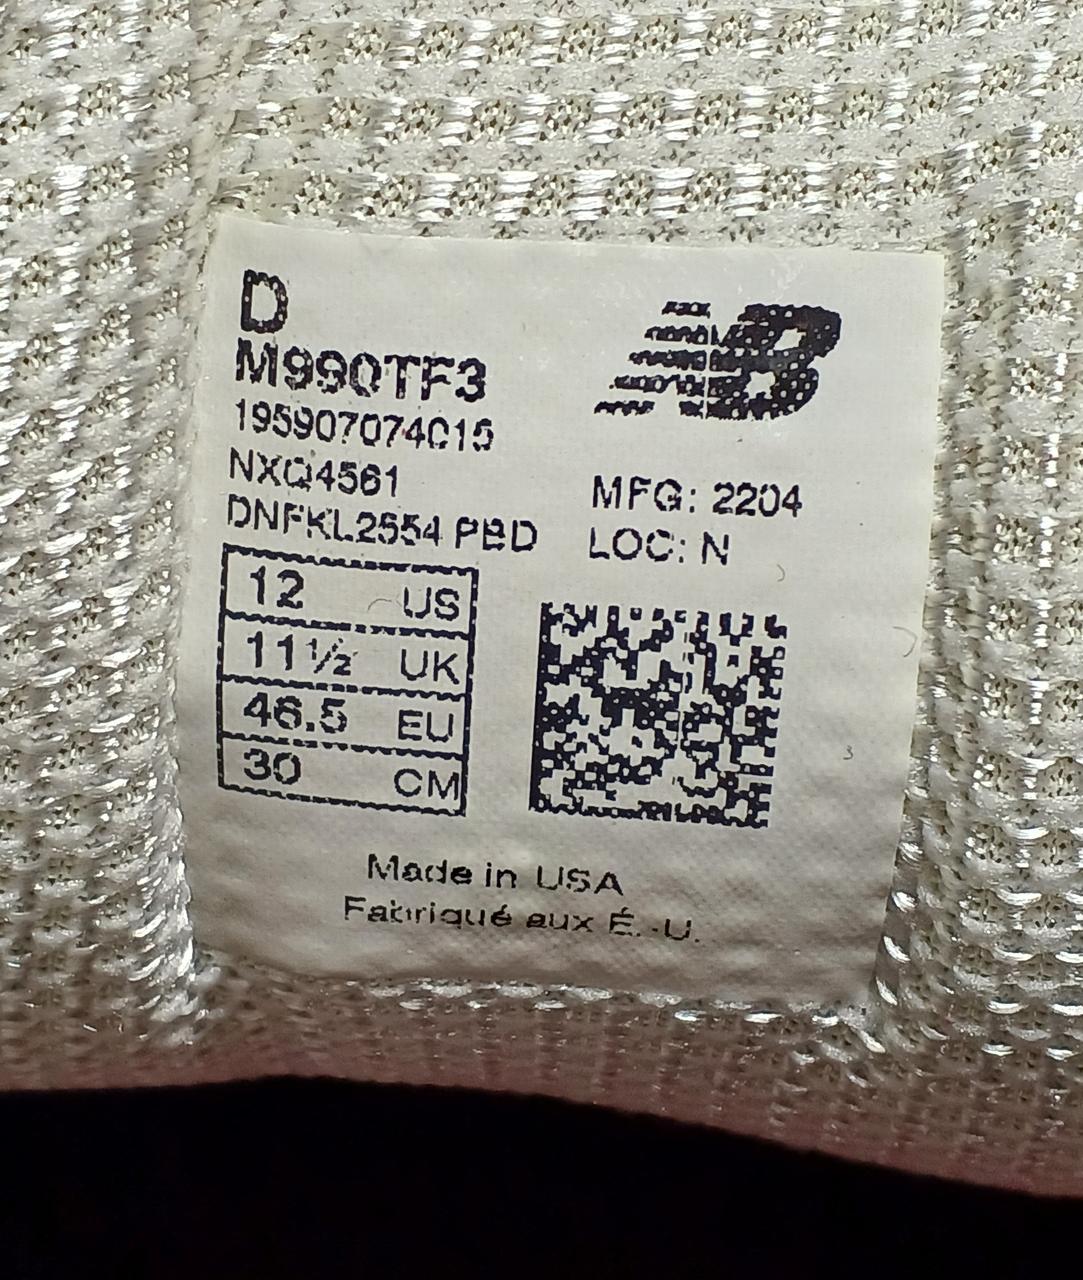 D
M990TF3
195907074015
NXQ4561
DNFKL2554 PBD
NB
MFG: 2204
LOC: N
12 US
11½ UK
46.5 EU
30 CM
Made in USA
Fabriqué aux É.-U.